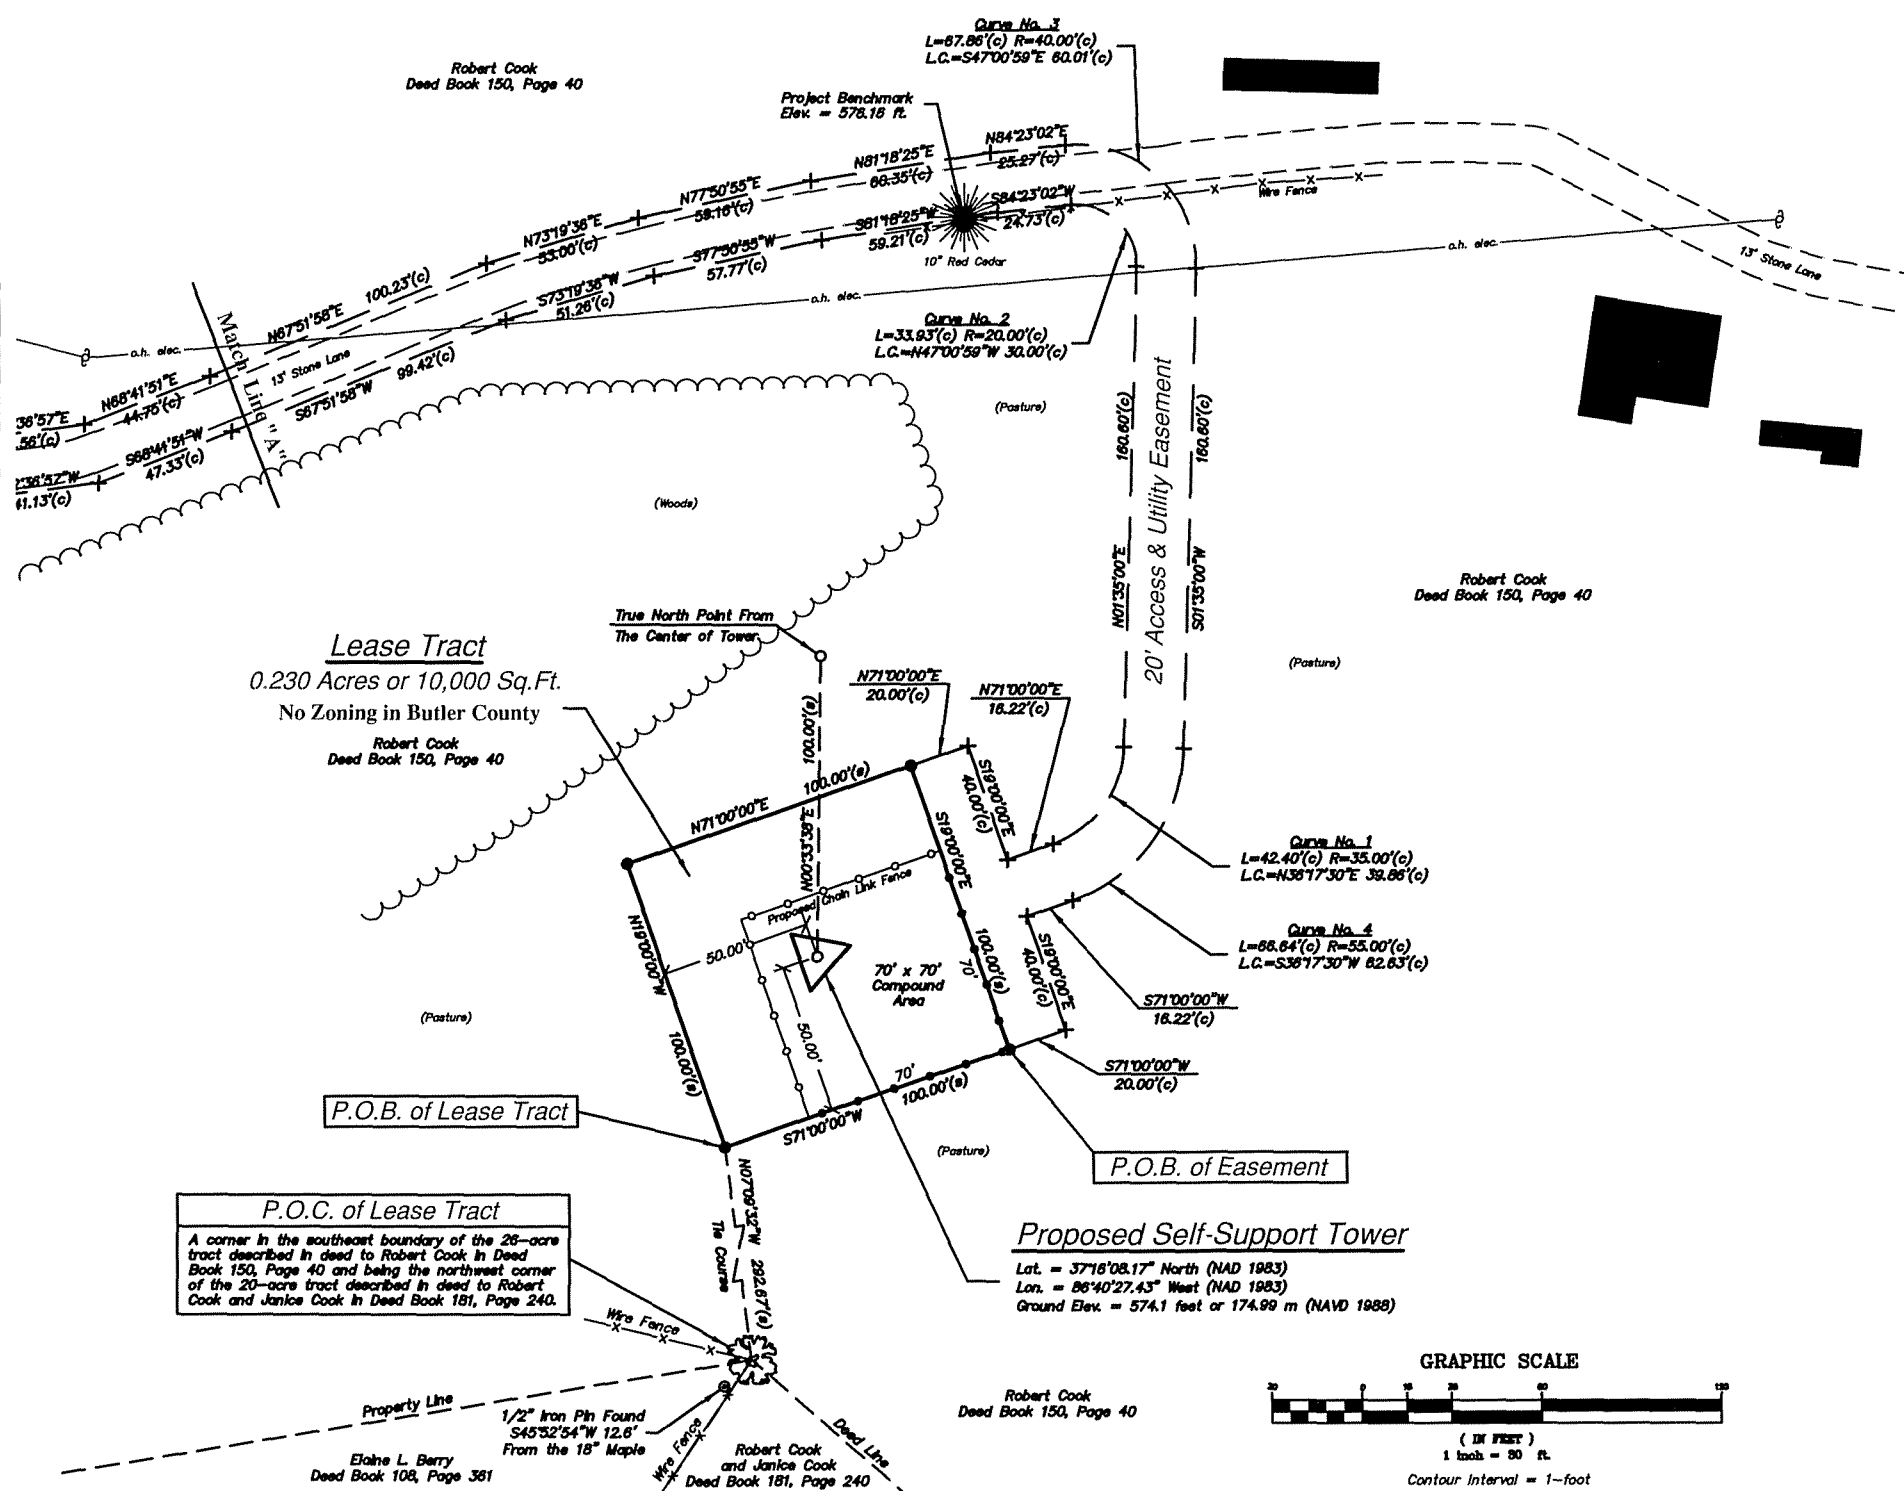 Curve No. 3
L=67.86'(c) R=40.00'(c)
L.C.=S47°00'59"E 60.01'(c)
Robert Cook
Deed Book 150, Page 40
Project Benchmark
Elev. = 576.16 ft.
N84°23'02"E
25.27'(c)
N81°18'25"E
60.35'(c)
N77°50'55"E
59.16'(c)
N73°19'36"E
53.00'(c)
N67°51'58"E 100.23'(c)
N68°41'51"E
44.75'(c)
36'57"E
.56'(c)
S84°23'02"W
24.73'(c)
S81°18'25"W
59.21'(c)
S77°50'55"W
57.77'(c)
S73°19'36"W
51.26'(c)
S67°51'58"W 99.42'(c)
S68°41'51"W
47.33'(c)
36'57"W
41.13'(c)
10" Red Cedar
Wire Fence
o.h. elec.
o.h. elec.
o.h. elec.
13' Stone Lane
13' Stone Lane
Match Line "A"
Curve No. 2
L=33.93'(c) R=20.00'(c)
L.C.=N47°00'59"W 30.00'(c)
(Pasture)
(Woods)
N01°35'00"E 160.60'(c)
20' Access & Utility Easement
S01°35'00"W 160.60'(c)
Robert Cook
Deed Book 150, Page 40
(Pasture)
True North Point From
The Center of Tower
Lease Tract
0.230 Acres or 10,000 Sq.Ft.
No Zoning in Butler County
Robert Cook
Deed Book 150, Page 40
N71°00'00"E
20.00'(c)
N71°00'00"E
16.22'(c)
N00°33'38"E 100.00'(s)
N71°00'00"E 100.00'(s)
S19°00'00"E
40.00'(c)
S19°00'00"E 100.00'(s)
70'
Proposed Chain Link Fence
N19°00'00"W 100.00'(s)
50.00'
50.00'
70' x 70'
Compound
Area
Curve No. 1
L=42.40'(c) R=35.00'(c)
L.C.=N36°17'30"E 39.86'(c)
Curve No. 4
L=66.64'(c) R=55.00'(c)
L.C.=S36°17'30"W 62.63'(c)
S19°00'00"E
40.00'(c)
S71°00'00"W
16.22'(c)
S71°00'00"W
20.00'(c)
(Pasture)
70'
S71°00'00"W 100.00'(s)
P.O.B. of Lease Tract
(Pasture)
P.O.B. of Easement
N07°09'32"W 292.67'(s)
Tie Course
P.O.C. of Lease Tract
A corner in the southeast boundary of the 26-acre
tract described in deed to Robert Cook in Deed
Book 150, Page 40 and being the northwest corner
of the 20-acre tract described in deed to Robert
Cook and Janice Cook in Deed Book 181, Page 240.
Proposed Self-Support Tower
Lat. = 37°16'08.17" North (NAD 1983)
Lon. = 86°40'27.43" West (NAD 1983)
Ground Elev. = 574.1 feet or 174.99 m (NAVD 1988)
Wire Fence
Property Line
1/2" Iron Pin Found
S45°52'54"W 12.6'
From the 18" Maple
Wire Fence
Deed Line
Elaine L. Berry
Deed Book 108, Page 361
Robert Cook
and Janice Cook
Deed Book 181, Page 240
Robert Cook
Deed Book 150, Page 40
GRAPHIC SCALE
0
( IN FEET )
1 inch = 30 ft.
Contour Interval = 1-foot